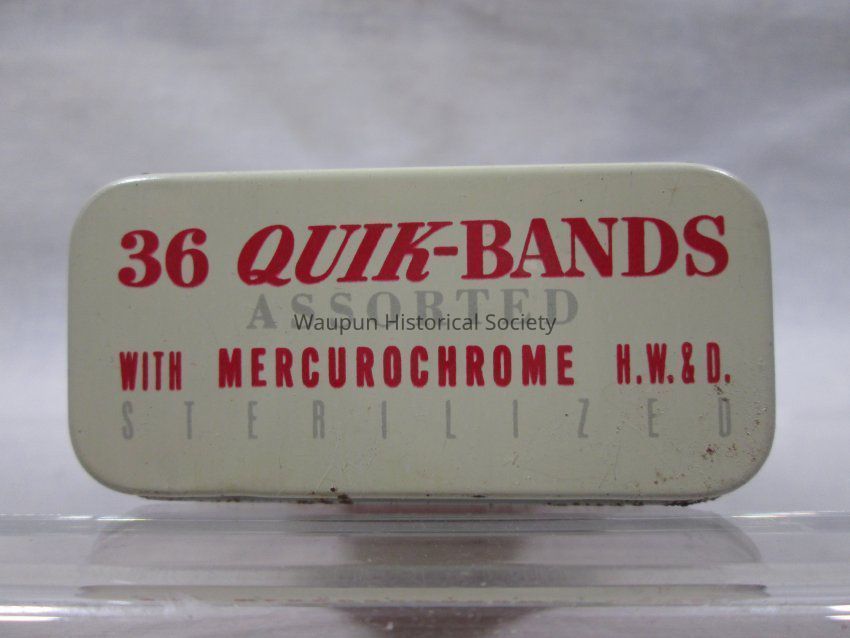 36 QUIK-BANDS
ASSORTED
Waupun Historical Society
WITH MERCUROCHROME H.W.& D.
STERILIZED